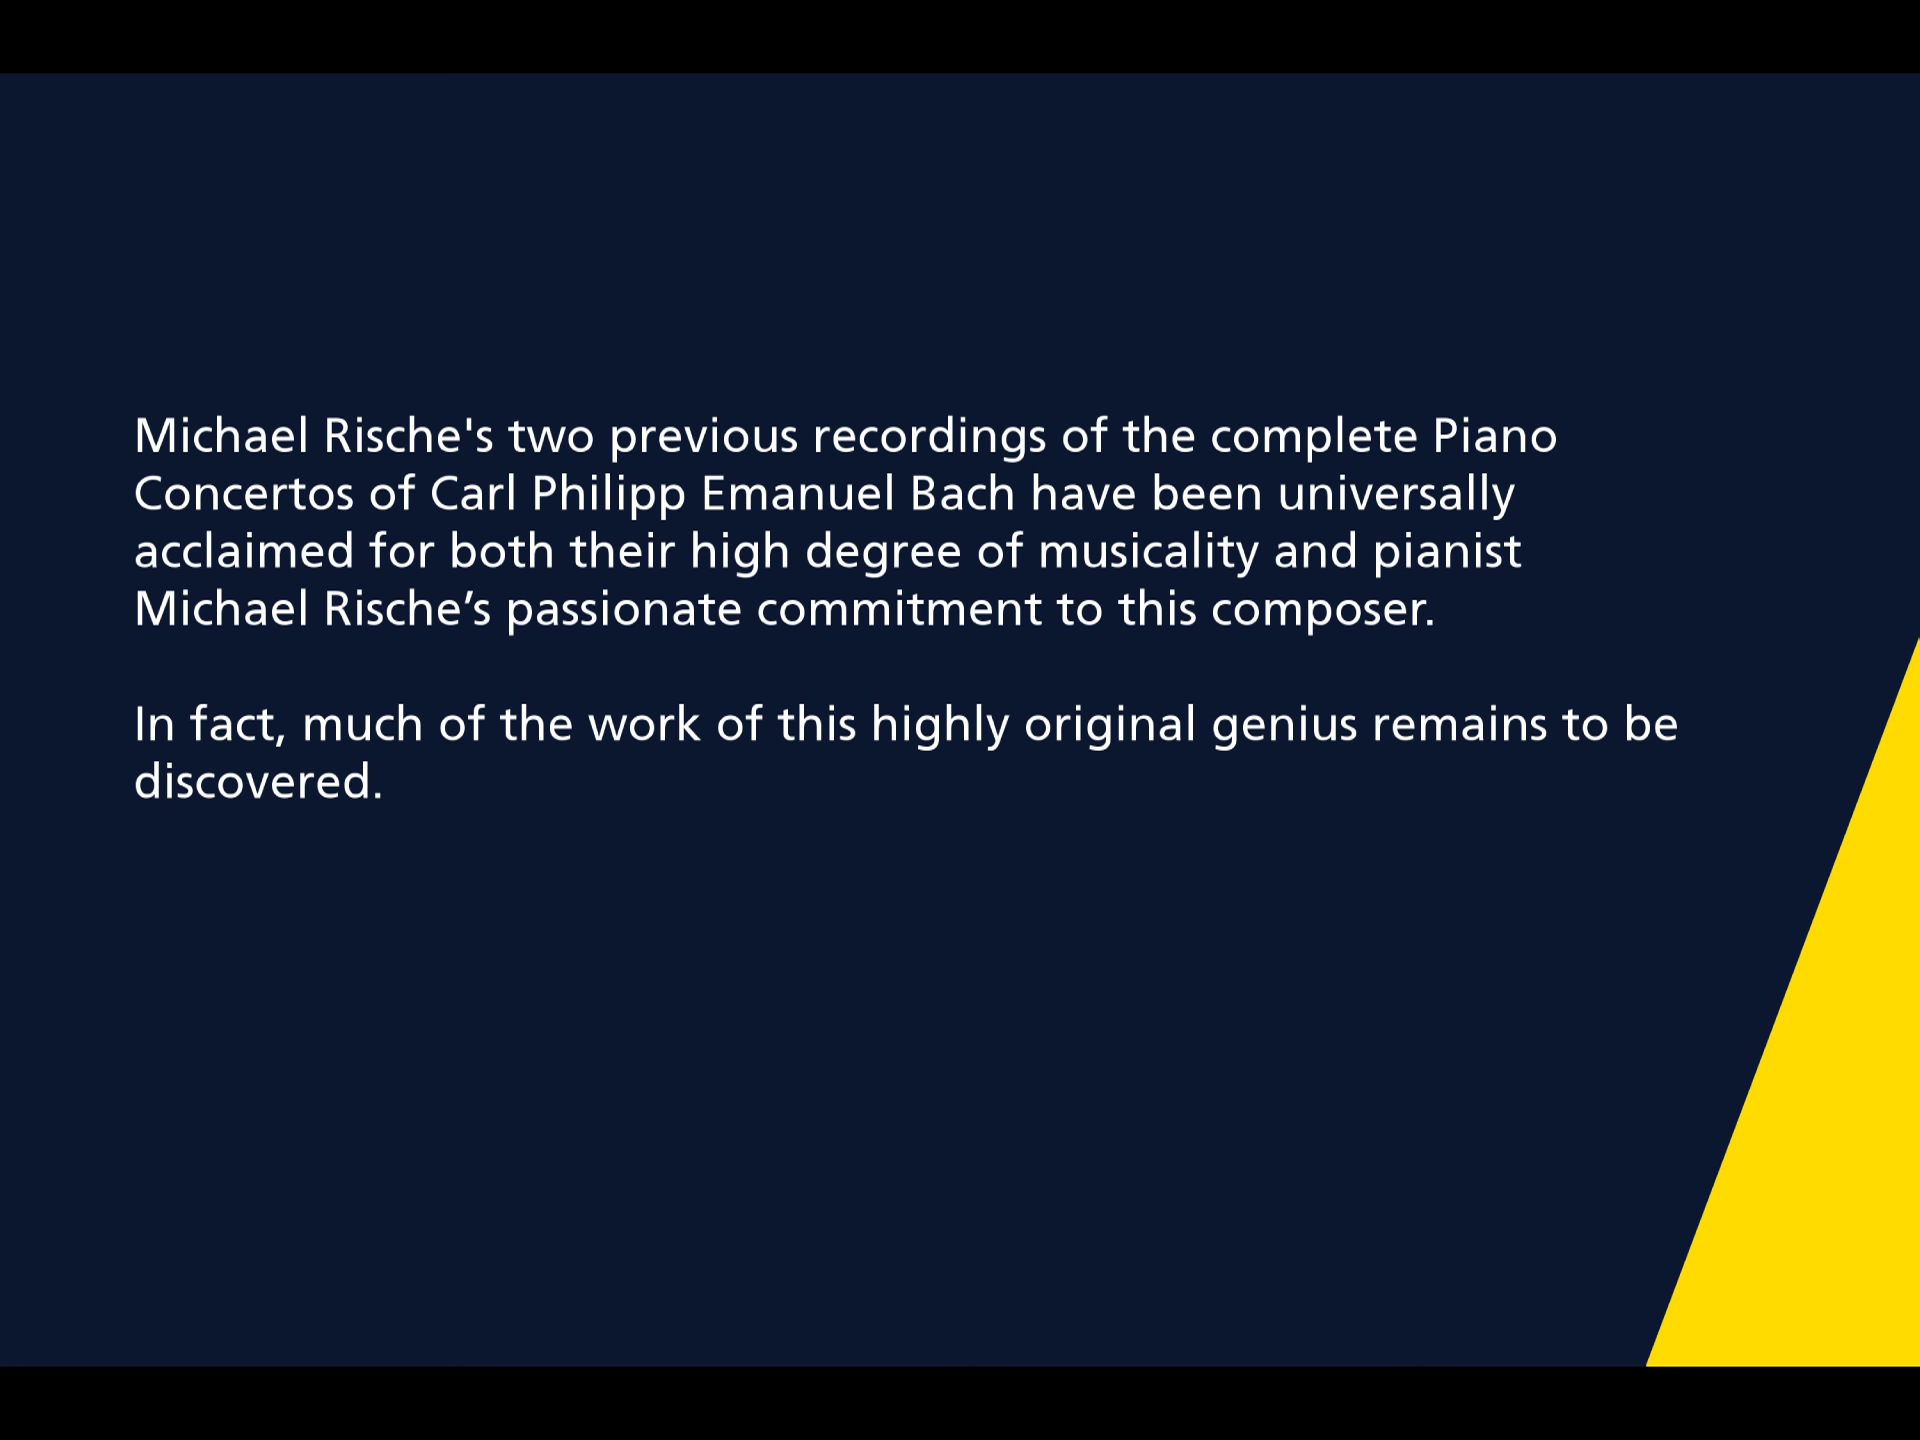 Michael Rische's two previous recordings of the complete Piano
Concertos of Carl Philipp Emanuel Bach have been universally
acclaimed for both their high degree of musicality and pianist
Michael Rische’s passionate commitment to this composer.
In fact, much of the work of this highly original genius remains to be
discovered.